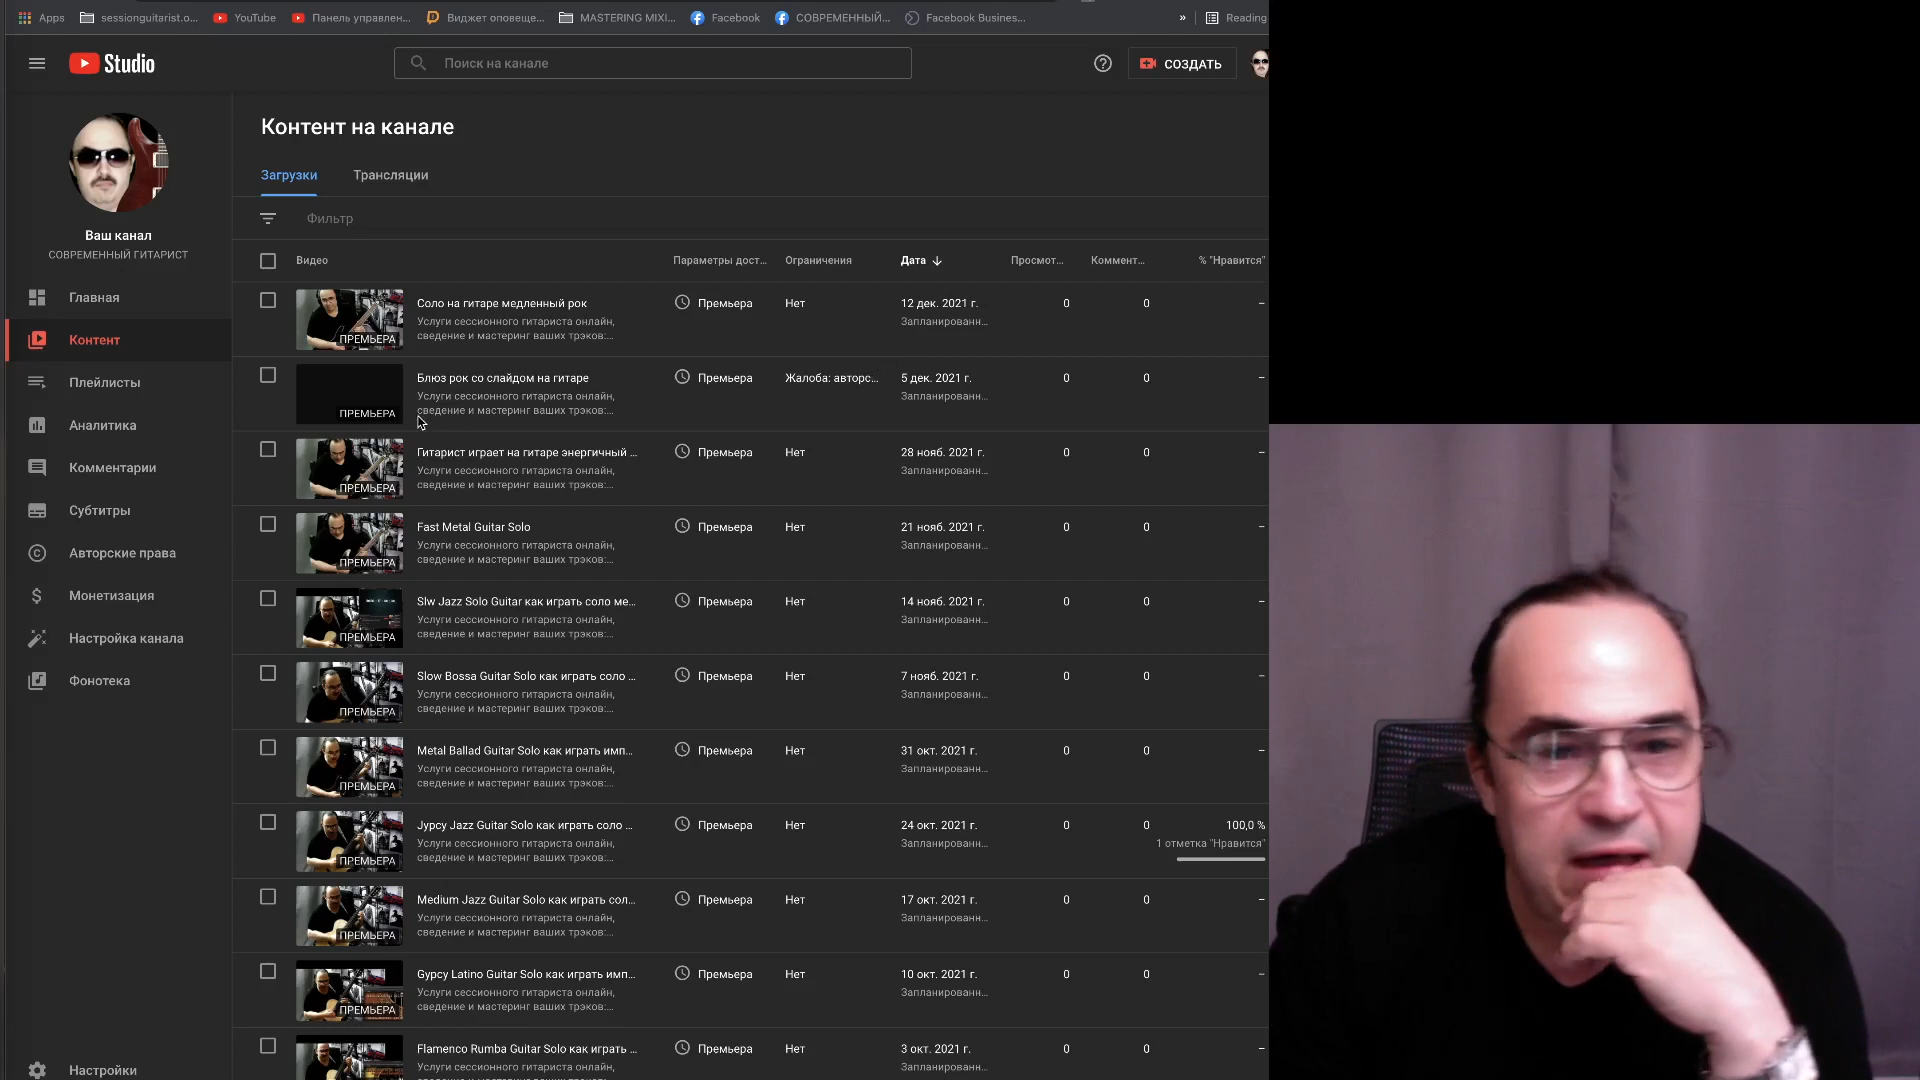 Apps
sessionguitarist.o...
YouTube
Панель управлен...
Виджет оповеще...
MASTERING MIXI...
Facebook
СОВРЕМЕННЫЙ...
Facebook Busines...
»
Reading
Studio
Поиск на канале
СОЗДАТЬ
Ваш канал
СОВРЕМЕННЫЙ ГИТАРИСТ
Главная
Контент
Плейлисты
Аналитика
Комментарии
Субтитры
Авторские права
Монетизация
Настройка канала
Фонотека
Настройки
Контент на канале
Загрузки Трансляции
Фильтр
Видео Параметры дост... Ограничения Дата Просмот... Коммент... % "Нравится"
Соло на гитаре медленный рок Премьера Нет 12 дек. 2021 г. 0 0 –
Услуги сессионного гитариста онлайн, Запланированн...
сведение и мастеринг ваших трэков:...
ПРЕМЬЕРА
Блюз рок со слайдом на гитаре Премьера Жалоба: авторс... 5 дек. 2021 г. 0 0 –
Услуги сессионного гитариста онлайн, Запланированн...
сведение и мастеринг ваших трэков:...
ПРЕМЬЕРА
Гитарист играет на гитаре энергичный ... Премьера Нет 28 нояб. 2021 г. 0 0 –
Услуги сессионного гитариста онлайн, Запланированн...
сведение и мастеринг ваших трэков:...
ПРЕМЬЕРА
Fast Metal Guitar Solo Премьера Нет 21 нояб. 2021 г. 0 0 –
Услуги сессионного гитариста онлайн, Запланированн...
сведение и мастеринг ваших трэков:...
ПРЕМЬЕРА
Slw Jazz Solo Guitar как играть соло ме... Премьера Нет 14 нояб. 2021 г. 0 0 –
Услуги сессионного гитариста онлайн, Запланированн...
сведение и мастеринг ваших трэков:...
ПРЕМЬЕРА
Slow Bossa Guitar Solo как играть соло ... Премьера Нет 7 нояб. 2021 г. 0 0 –
Услуги сессионного гитариста онлайн, Запланированн...
сведение и мастеринг ваших трэков:...
ПРЕМЬЕРА
Metal Ballad Guitar Solo как играть имп... Премьера Нет 31 окт. 2021 г. 0 0 –
Услуги сессионного гитариста онлайн, Запланированн...
сведение и мастеринг ваших трэков:...
ПРЕМЬЕРА
Jypcy Jazz Guitar Solo как играть соло ... Премьера Нет 24 окт. 2021 г. 0 0 100,0 %
Услуги сессионного гитариста онлайн, Запланированн... 1 отметка "Нравится"
сведение и мастеринг ваших трэков:...
ПРЕМЬЕРА
Medium Jazz Guitar Solo как играть сол... Премьера Нет 17 окт. 2021 г. 0 0 –
Услуги сессионного гитариста онлайн, Запланированн...
сведение и мастеринг ваших трэков:...
ПРЕМЬЕРА
Gypcy Latino Guitar Solo как играть имп... Премьера Нет 10 окт. 2021 г. 0 0 –
Услуги сессионного гитариста онлайн, Запланированн...
сведение и мастеринг ваших трэков:...
ПРЕМЬЕРА
Flamenco Rumba Guitar Solo как играть ... Премьера Нет 3 окт. 2021 г. 0 0 –
Услуги сессионного гитариста онлайн, Запланированн...